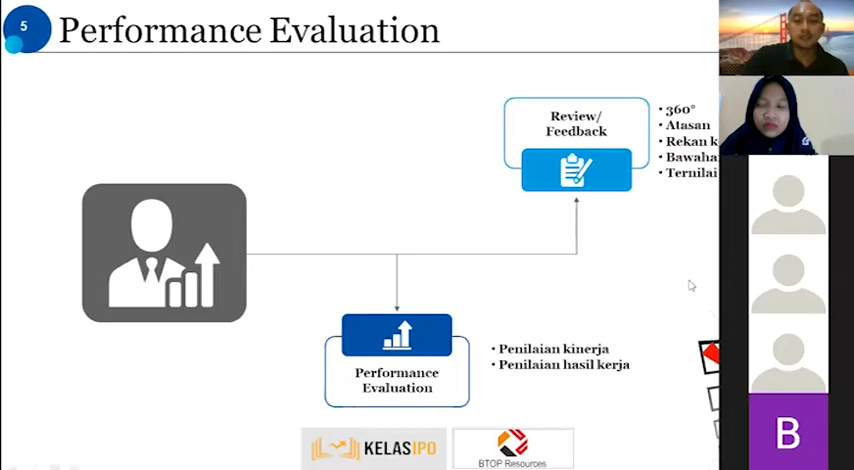 5
Performance Evaluation
Review/
Feedback
• 360°
• Atasan
• Rekan
• Bawaha
• Ternilai
Performance
Evaluation
• Penilaian kinerja
• Penilaian hasil kerja
KELASIPO
BTOP Resources
B